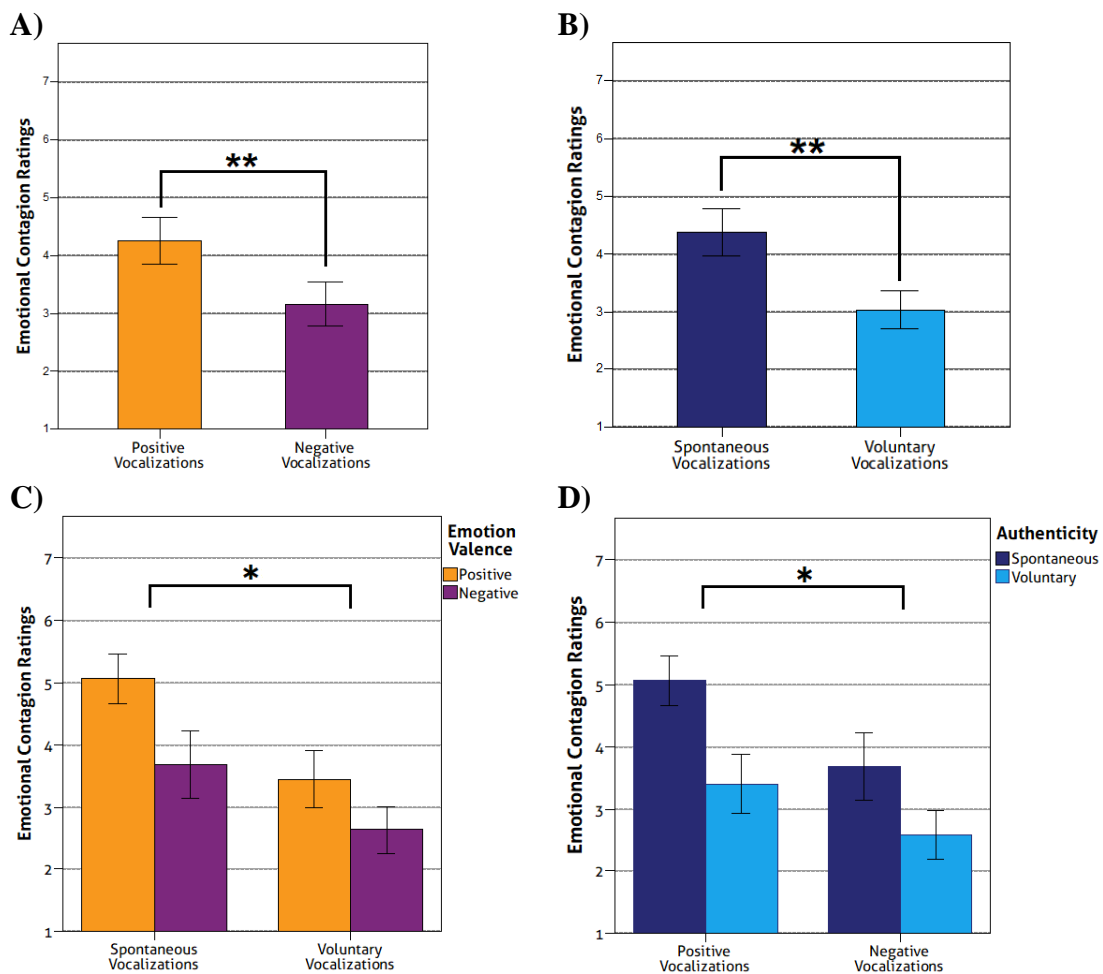 A)
Emotional Contagion Ratings
7
6
5
4
3
2
1
**
Positive
Vocalizations
Negative
Vocalizations
B)
Emotional Contagion Ratings
7
6
5
4
3
2
1
**
Spontaneous
Vocalizations
Voluntary
Vocalizations
C)
Emotional Contagion Ratings
7
6
5
4
3
2
1
*
Emotion
Valence
Positive
Negative
Spontaneous
Vocalizations
Voluntary
Vocalizations
D)
Emotional Contagion Ratings
7
6
5
4
3
2
1
*
Authenticity
Spontaneous
Voluntary
Positive
Vocalizations
Negative
Vocalizations